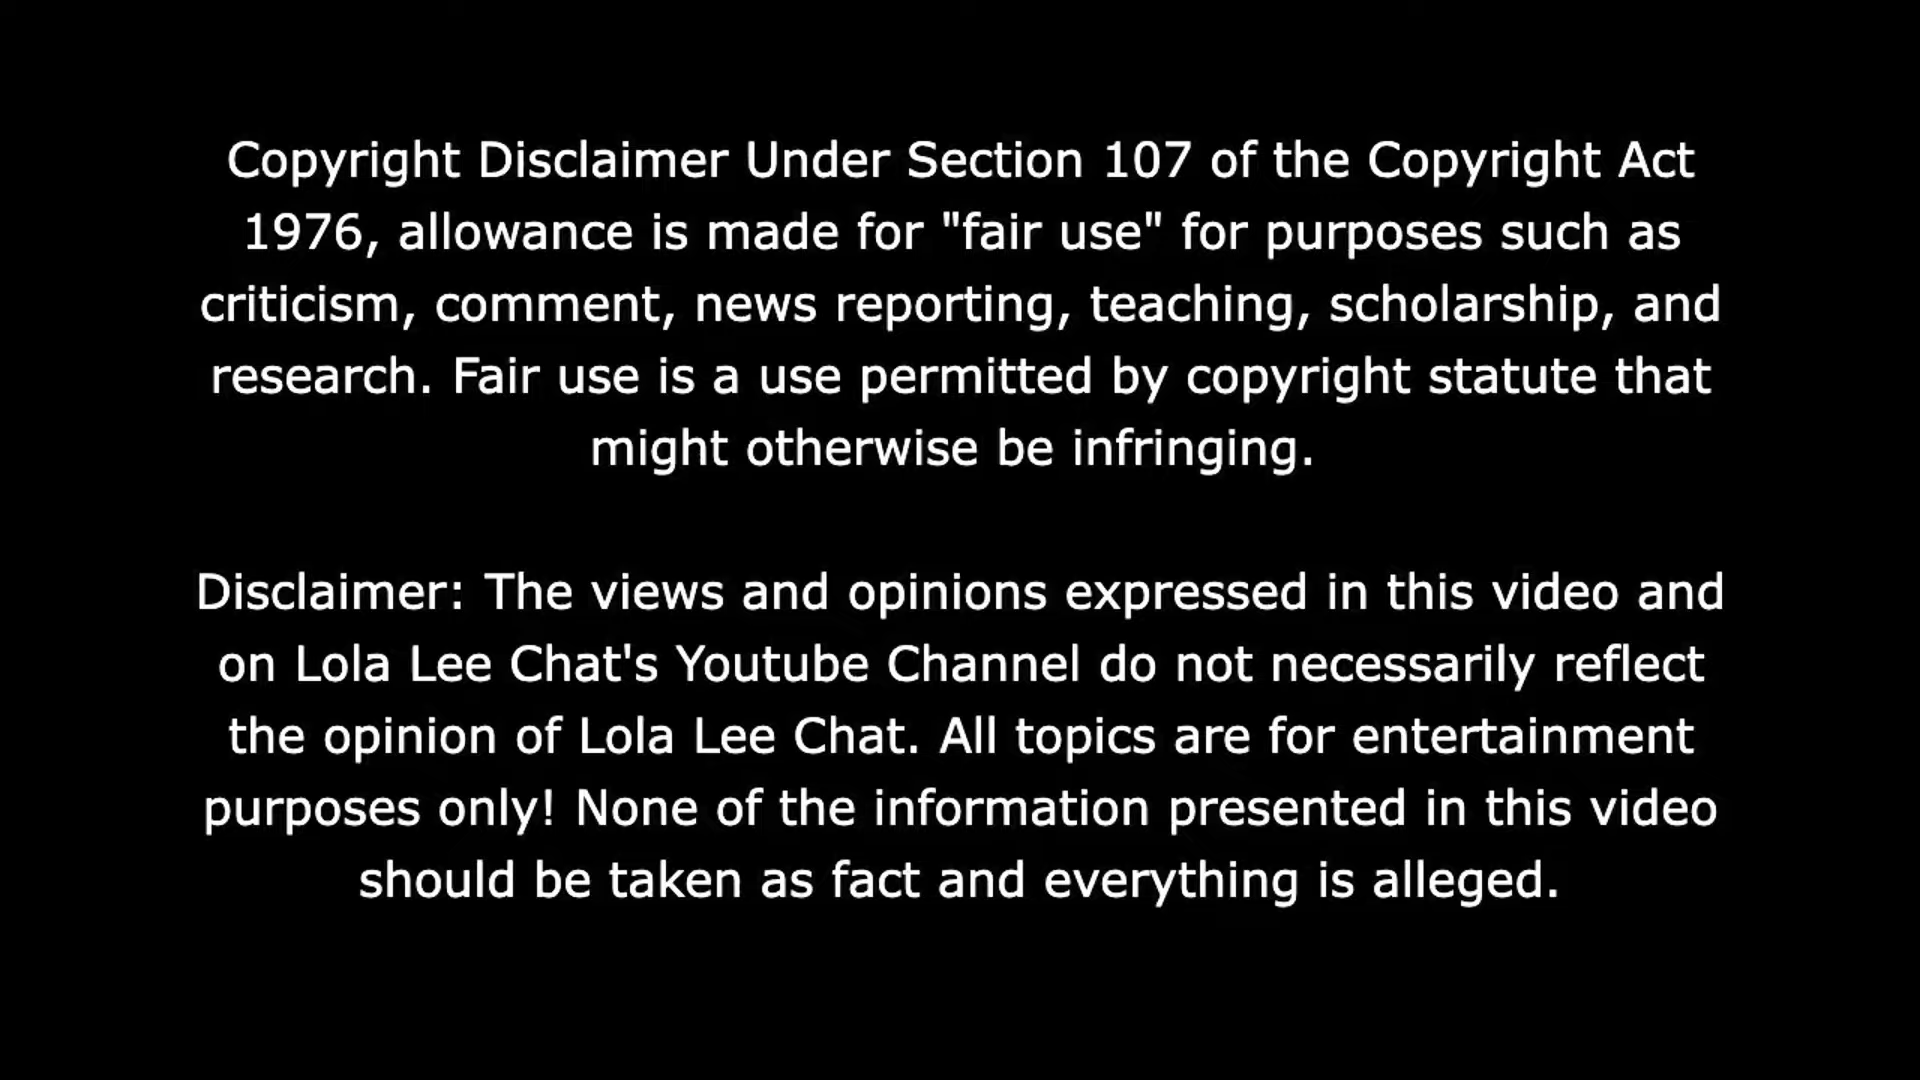 Copyright Disclaimer Under Section 107 of the Copyright Act
1976, allowance is made for "fair use" for purposes such as
criticism, comment, news reporting, teaching, scholarship, and
research. Fair use is a use permitted by copyright statute that
might otherwise be infringing.
Disclaimer: The views and opinions expressed in this video and
on Lola Lee Chat's Youtube Channel do not necessarily reflect
the opinion of Lola Lee Chat. All topics are for entertainment
purposes only! None of the information presented in this video
should be taken as fact and everything is alleged.